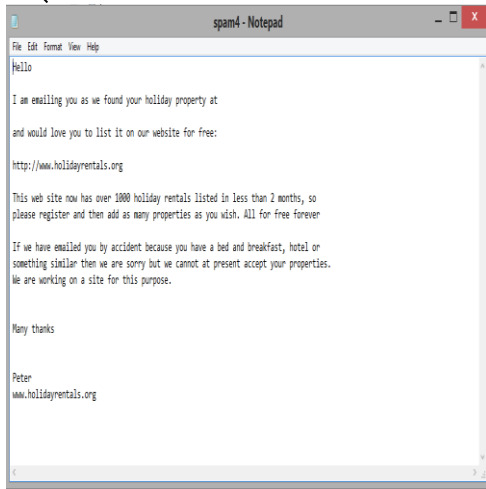 spam4 - Notepad
File Edit Format View Help
Hello
I am emailing you as we found your holiday property at
and would love you to list it on our website for free:
http://www.holidayrentals.org
This web site now has over 1000 holiday rentals listed in less than 2 months, so
please register and then add as many properties as you wish. All for free forever
If we have emailed you by accident because you have a bed and breakfast, hotel or
something similar then we are sorry but we cannot at present accept your properties.
We are working on a site for this purpose.
Many thanks
Peter
www.holidayrentals.org